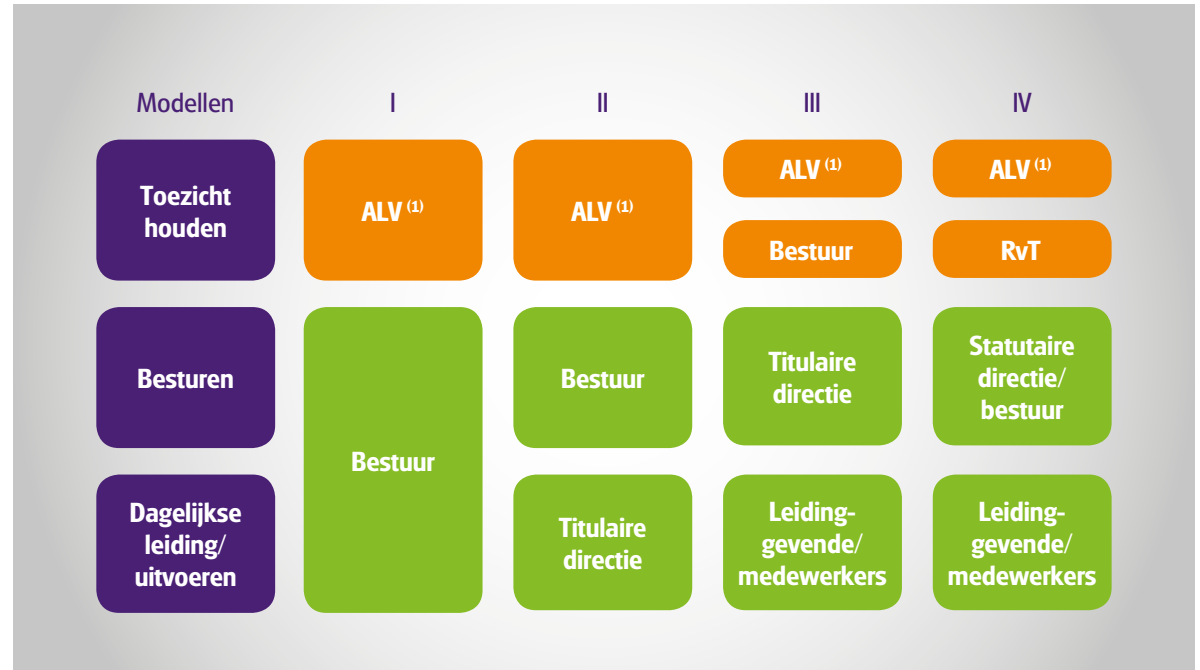 Modellen I II III IV
Toezicht
houden
ALV (1)
ALV (1)
ALV (1)
Bestuur
ALV (1)
RvT
Besturen
Bestuur
Bestuur
Titulaire
directie
Statutaire
directie/
bestuur
Dagelijkse
leiding/
uitvoeren
Titulaire
directie
Leiding-
gevende/
medewerkers
Leiding-
gevende/
medewerkers